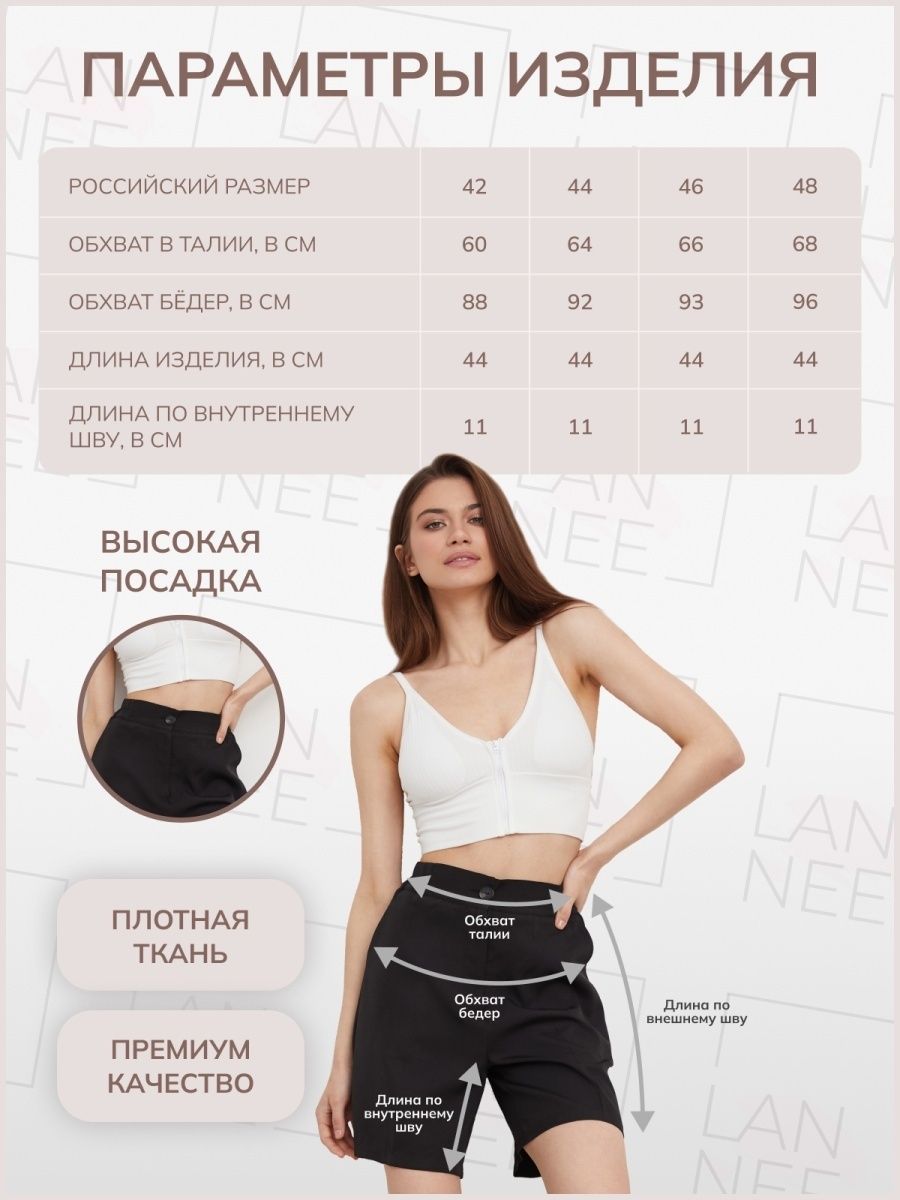 ПАРАМЕТРЫ ИЗДЕЛИЯ
РОССИЙСКИЙ РАЗМЕР 42 44 46 48
ОБХВАТ В ТАЛИИ, В СМ 60 64 66 68
ОБХВАТ БЁДЕР, В СМ 88 92 93 96
ДЛИНА ИЗДЕЛИЯ, В СМ 44 44 44 44
ДЛИНА ПО ВНУТРЕННЕМУ
ШВУ, В СМ 11 11 11 11
ВЫСОКАЯ
ПОСАДКА
ПЛОТНАЯ
ТКАНЬ
ПРЕМИУМ
КАЧЕСТВО
Обхват
талии
Обхват
бедер
Длина по
внешнему шву
Длина по
внутреннему
шву
LAN
NEE